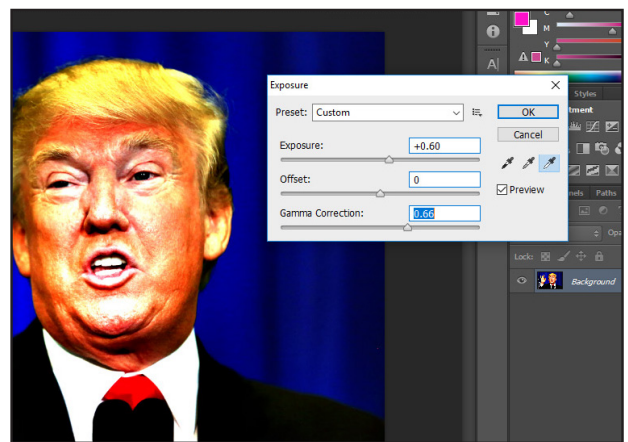 C
M
Y
K
A|
Exposure
Preset: Custom
OK
Cancel
Exposure: +0.60
Offset: 0
Preview
Gamma Correction: 0.66
Styles
Paths
Lock:
Background